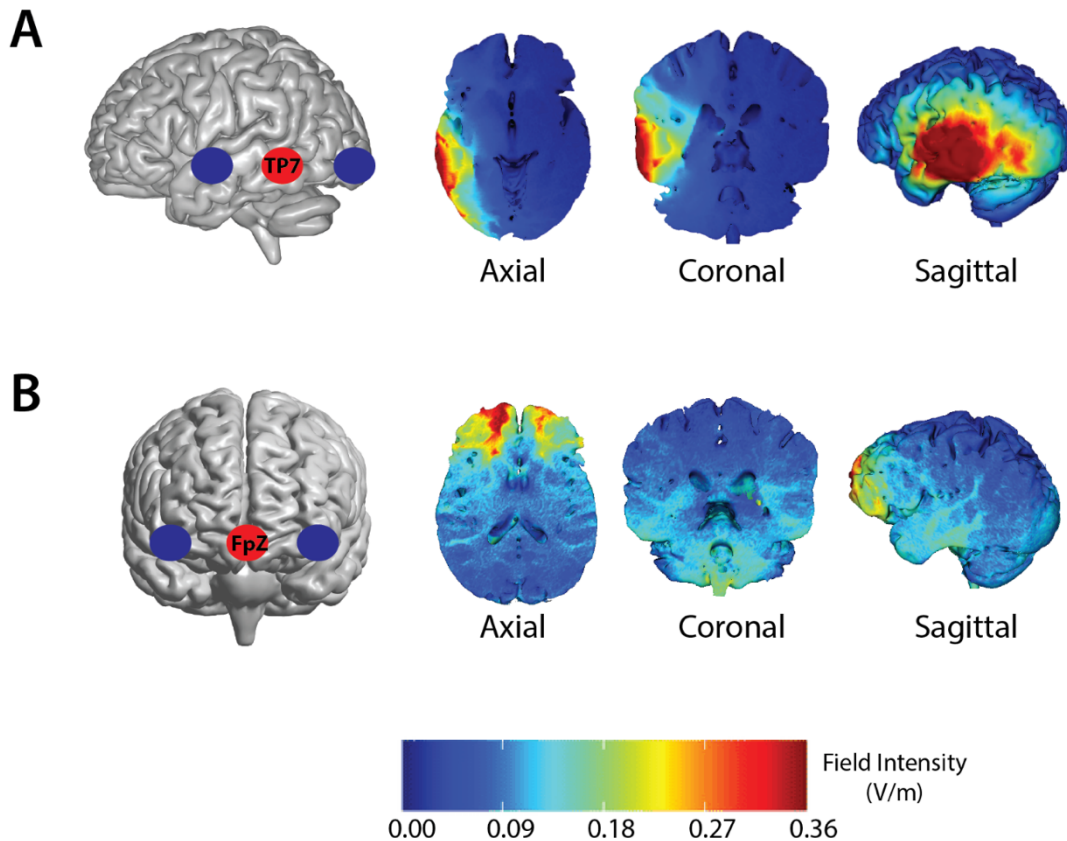 A
TP7
Axial
Coronal
Sagittal
B
FpZ
Axial
Coronal
Sagittal
Field Intensity
(V/m)
0.00 0.09 0.18 0.27 0.36